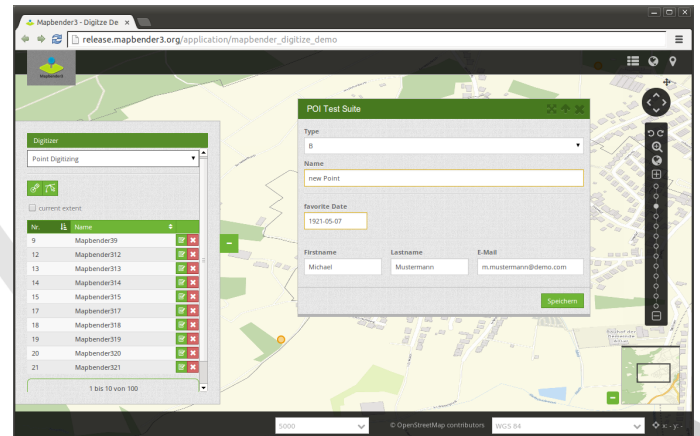 Mapbender3 - Digitze De
release.mapbender3.org/application/mapbender_digitize_demo
Mapbender3
Digitizer
Point Digitizing
current extent
Nr. Name
9 Mapbender39
12 Mapbender312
13 Mapbender313
14 Mapbender314
15 Mapbender315
17 Mapbender317
18 Mapbender318
19 Mapbender319
20 Mapbender320
21 Mapbender321
1 bis 10 von 100
POI Test Suite
Type
B
Name
new Point
favorite Date
1921-05-07
Firstname Lastname E-Mail
Michael Mustermann m.mustermann@demo.com
Speichern
5000
© OpenStreetMap contributors
WGS 84
x: - y: -